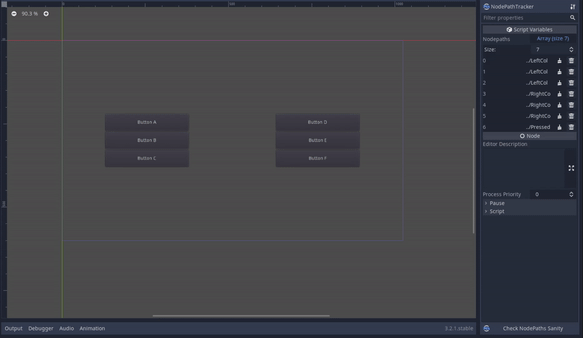 NodePathTracker
90.3 %
Filter properties
Script Variables
Nodepaths
Array (size 7)
Size:
7
0
../LeftCol
1
../LeftCol
2
../LeftCol
3
../RightCo
4
../RightCo
5
../RightCo
6
../Pressed
Node
Editor Description
Process Priority
0
Pause
Script
Button A
Button D
Button B
Button E
Button C
Button F
Output Debugger Audio Animation
3.2.1.stable
Check NodePaths Sanity